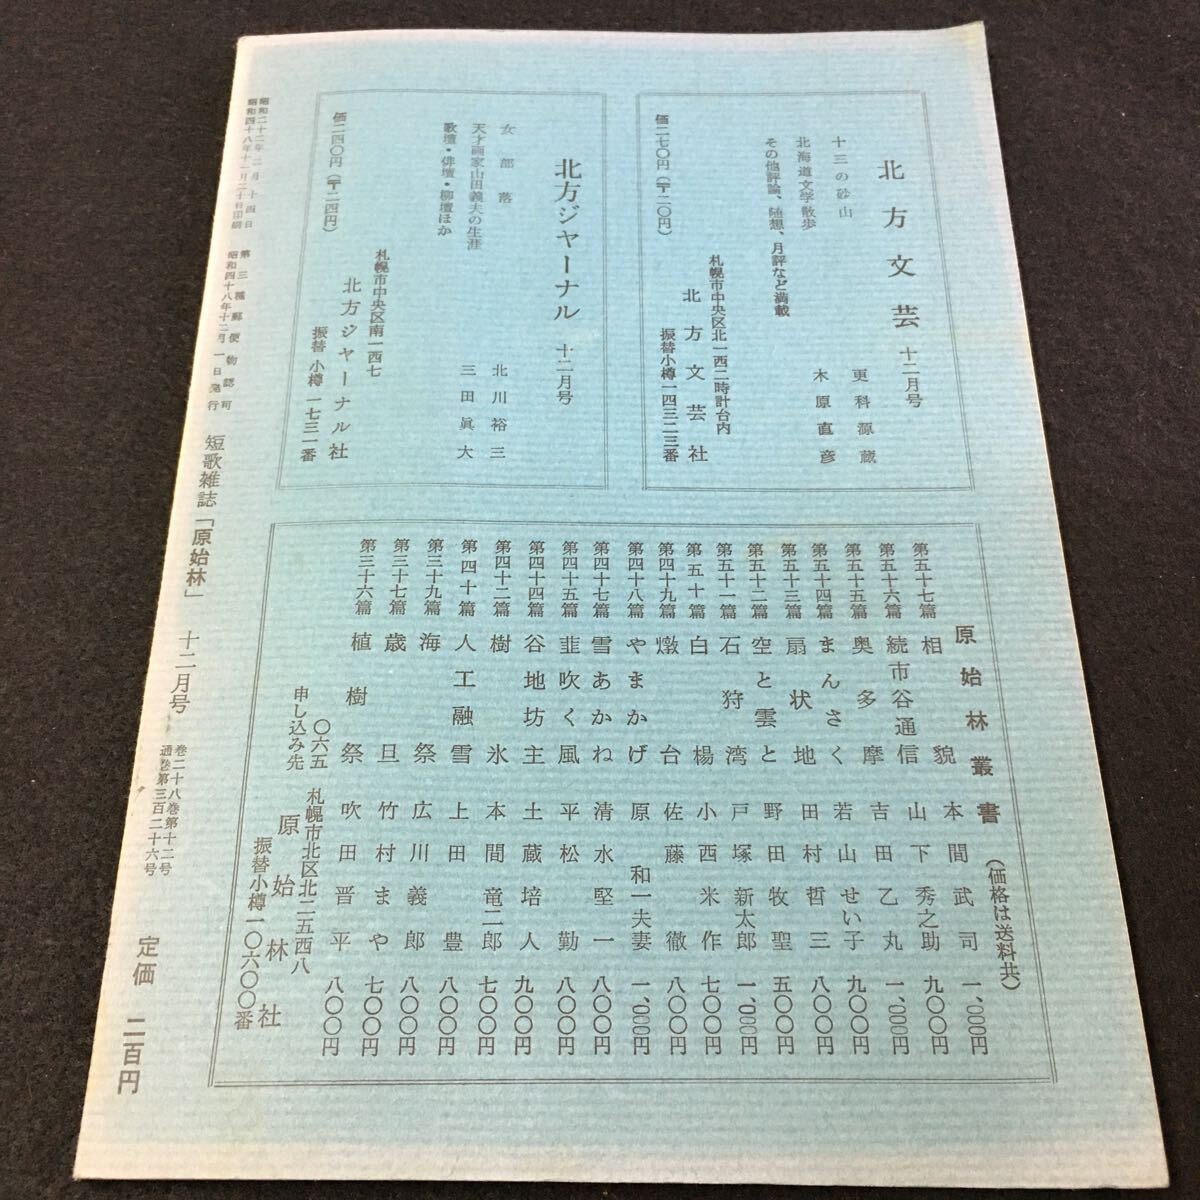 北方文芸 十二月号
十三の砂山 更科源蔵
北海道文学散歩 木原直彦
その他評論、随想、月評など満載
札幌市中央区北一西二時計台内
北方文芸社
価二七〇円(〒二〇円) 振替小樽一四三二三番
北方ジャーナル 十二月号
女部落 北川裕三
天才画家山田義夫の生涯 三田眞大
歌壇・俳壇・柳壇ほか
札幌市中央区南一西七
北方ジャーナル社
価二四〇円(〒二四円) 振替小樽一七三一番
原始林叢書 (価格は送料共)
第五十七篇 相貌 本間武司 一、〇〇〇円
第五十六篇 続市谷通信 山下秀之助 九〇〇円
第五十五篇 奥多摩 吉田乙丸 一、〇〇〇円
第五十四篇 まんさく 若山せい子 九〇〇円
第五十三篇 扇状地 田村哲三 八〇〇円
第五十二篇 空と雲と 野田牧聖 五〇〇円
第五十一篇 石狩湾 戸塚新太郎 一、〇〇〇円
第五十篇 白楊 小西米作 七〇〇円
第四十九篇 燉台 佐藤徹 八〇〇円
第四十八篇 やまかげ 原和一夫妻 一、〇〇〇円
第四十七篇 雪あかね 清水堅一 八〇〇円
第四十五篇 韮吹く風 平松勤 八〇〇円
第四十四篇 谷地坊主 土蔵培人 九〇〇円
第四十二篇 樹氷 本間竜二郎 七〇〇円
第四十篇 人工融雪 上田豊 八〇〇円
第三十九篇 海祭 広川義郎 八〇〇円
第三十七篇 歳旦 竹村まや 七〇〇円
第三十六篇 植樹祭 吹田晋平 八〇〇円
申し込み先 〇六五 札幌市北区北二五西八
原始林社
振替小樽一〇六〇〇番
昭和二十二年二月十四日 第三種郵便物認可
昭和四十八年十一月二十日印刷 昭和四十八年十二月一日発行
短歌雑誌「原始林」 十二月号
巻二十八巻第十二号
通巻第三百二十六号
定価 二百円